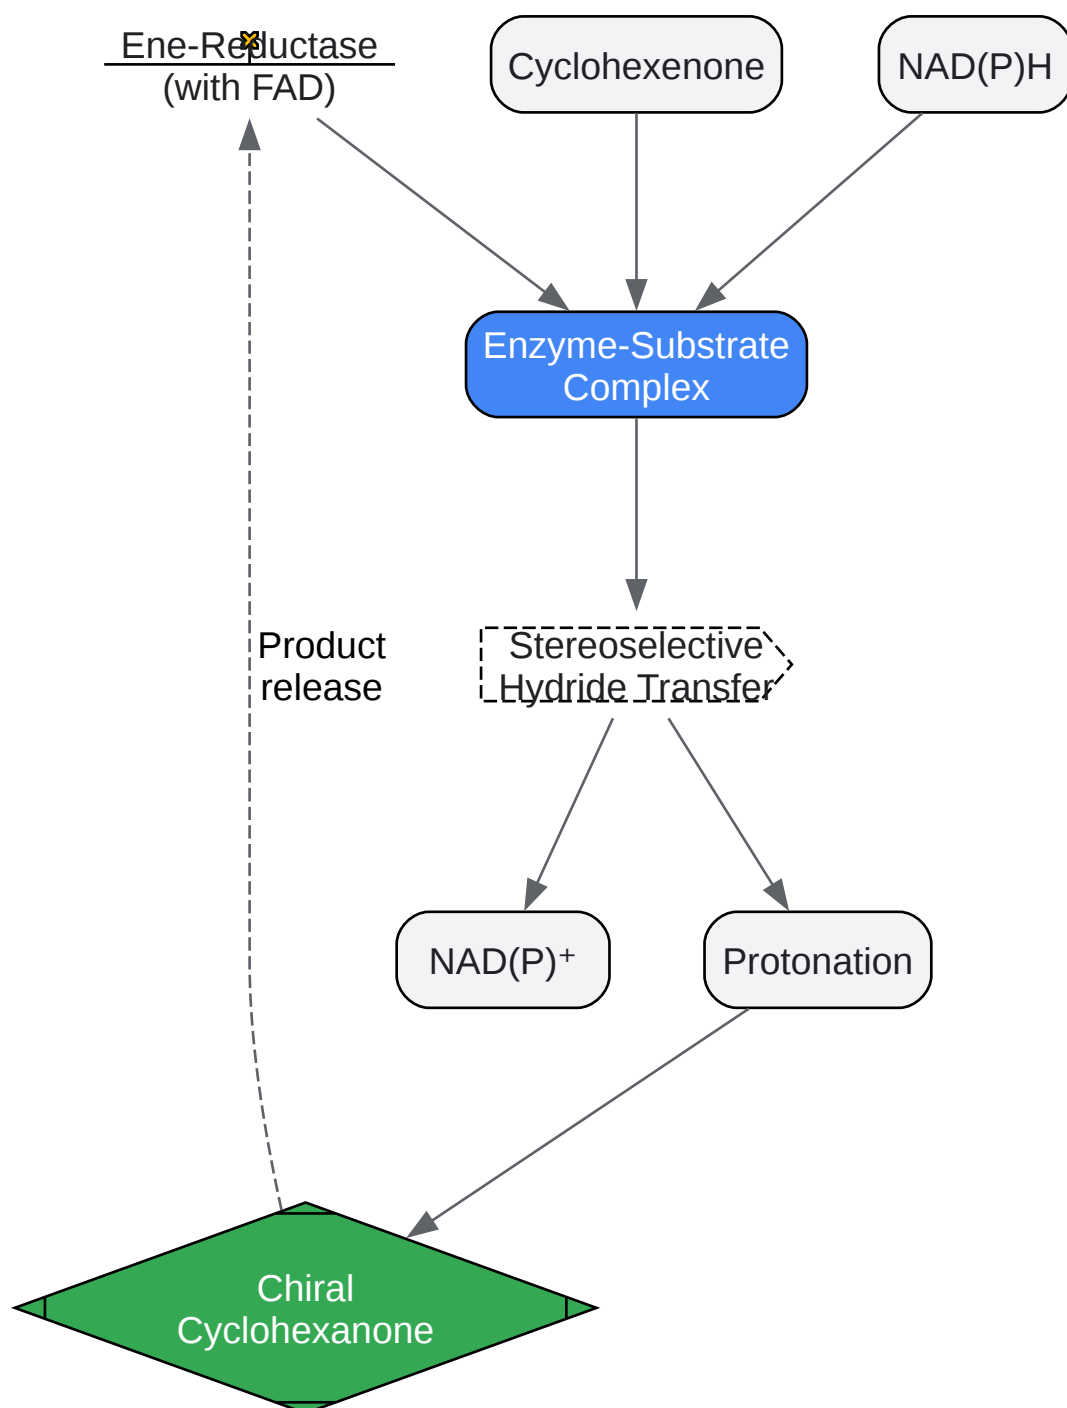 Ene-Reductase
(with FAD)
Cyclohexenone
NAD(P)H
Enzyme-Substrate
Complex
Product
release
Stereoselective
Hydride Transfer
NAD(P)⁺
Protonation
Chiral
Cyclohexanone